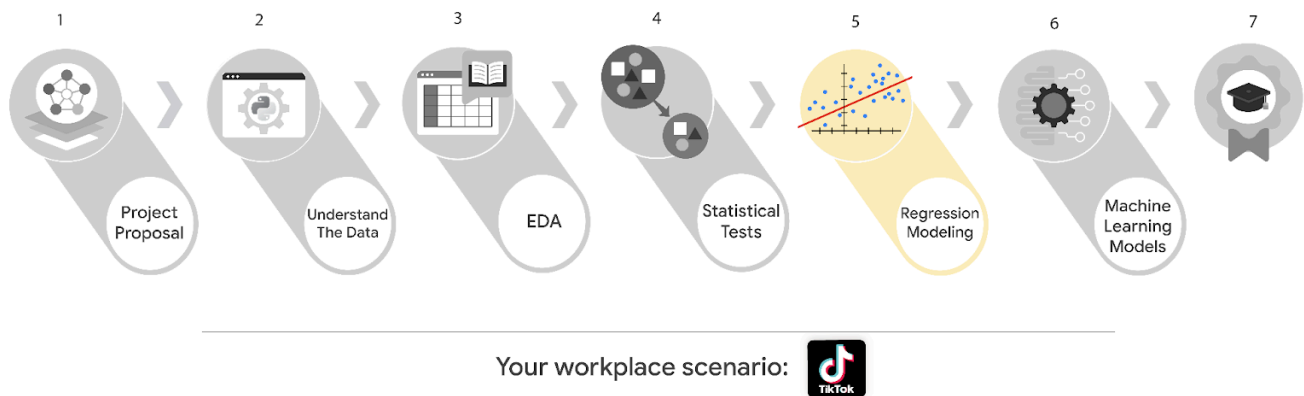 1
2
3
4
5
6
7
Project
Proposal
Understand
The Data
EDA
Statistical
Tests
Regression
Modeling
Machine
Learning
Models
Your workplace scenario:
TikTok